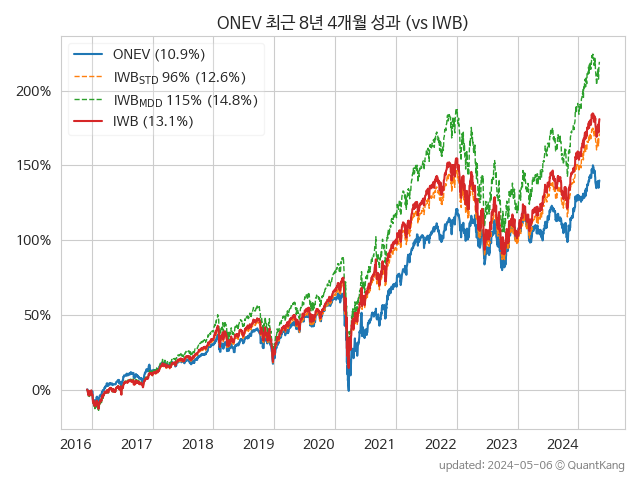 ONEV 최근 8년 4개월 성과 (vs IWB)
ONEV (10.9%)
IWB_STD 96% (12.6%)
IWB_MDD 115% (14.8%)
IWB (13.1%)
200%
150%
100%
50%
0%
2016 2017 2018 2019 2020 2021 2022 2023 2024
updated: 2024-05-06 © QuantKang